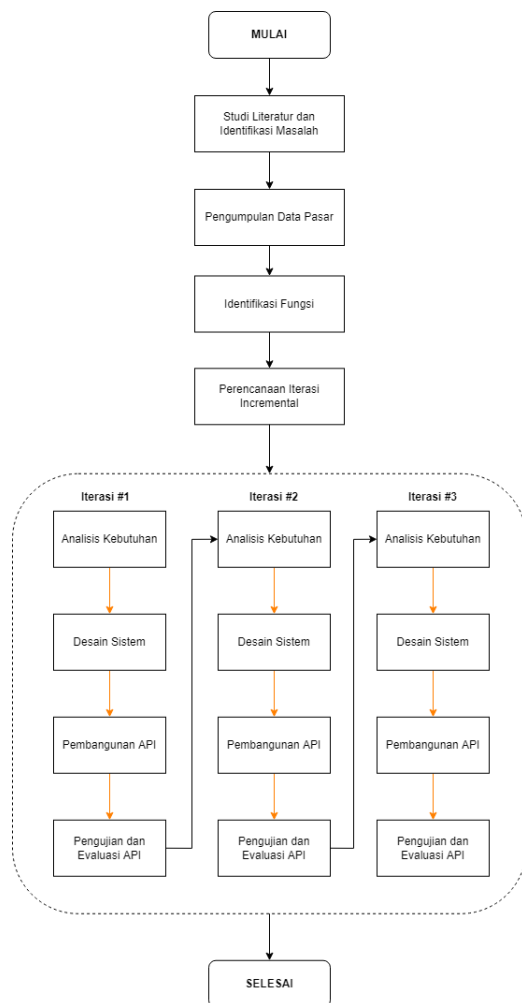 MULAI
Studi Literatur dan
Identifikasi Masalah
Pengumpulan Data Pasar
Identifikasi Fungsi
Perencanaan Iterasi
Incremental
Iterasi #1
Analisis Kebutuhan
Desain Sistem
Pembangunan API
Pengujian dan
Evaluasi API
Iterasi #2
Analisis Kebutuhan
Desain Sistem
Pembangunan API
Pengujian dan
Evaluasi API
Iterasi #3
Analisis Kebutuhan
Desain Sistem
Pembangunan API
Pengujian dan
Evaluasi API
SELESAI